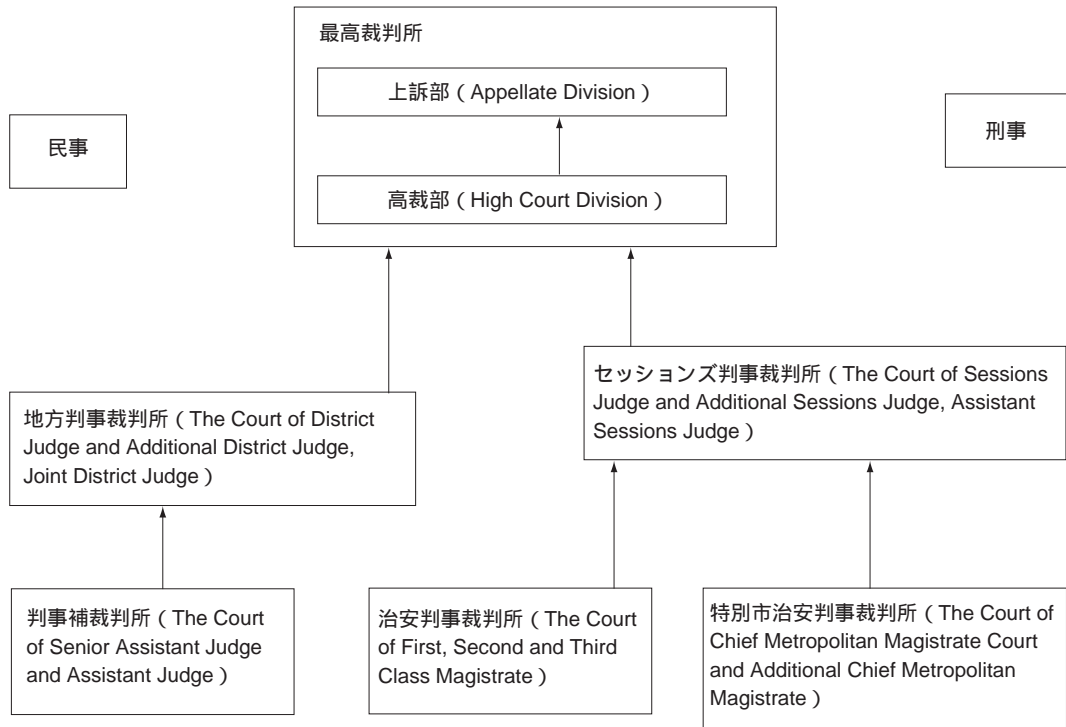 最高裁判所
上訴部（Appellate Division）
民事
刑事
高裁部（High Court Division）
セッションズ判事裁判所（The Court of Sessions
Judge and Additional Sessions Judge, Assistant
Sessions Judge）
地方判事裁判所（The Court of District
Judge and Additional District Judge,
Joint District Judge）
判事補裁判所（The Court
of Senior Assistant Judge
and Assistant Judge）
治安判事裁判所（The Court
of First, Second and Third
Class Magistrate）
特別市治安判事裁判所（The Court of
Chief Metropolitan Magistrate Court
and Additional Chief Metropolitan
Magistrate）